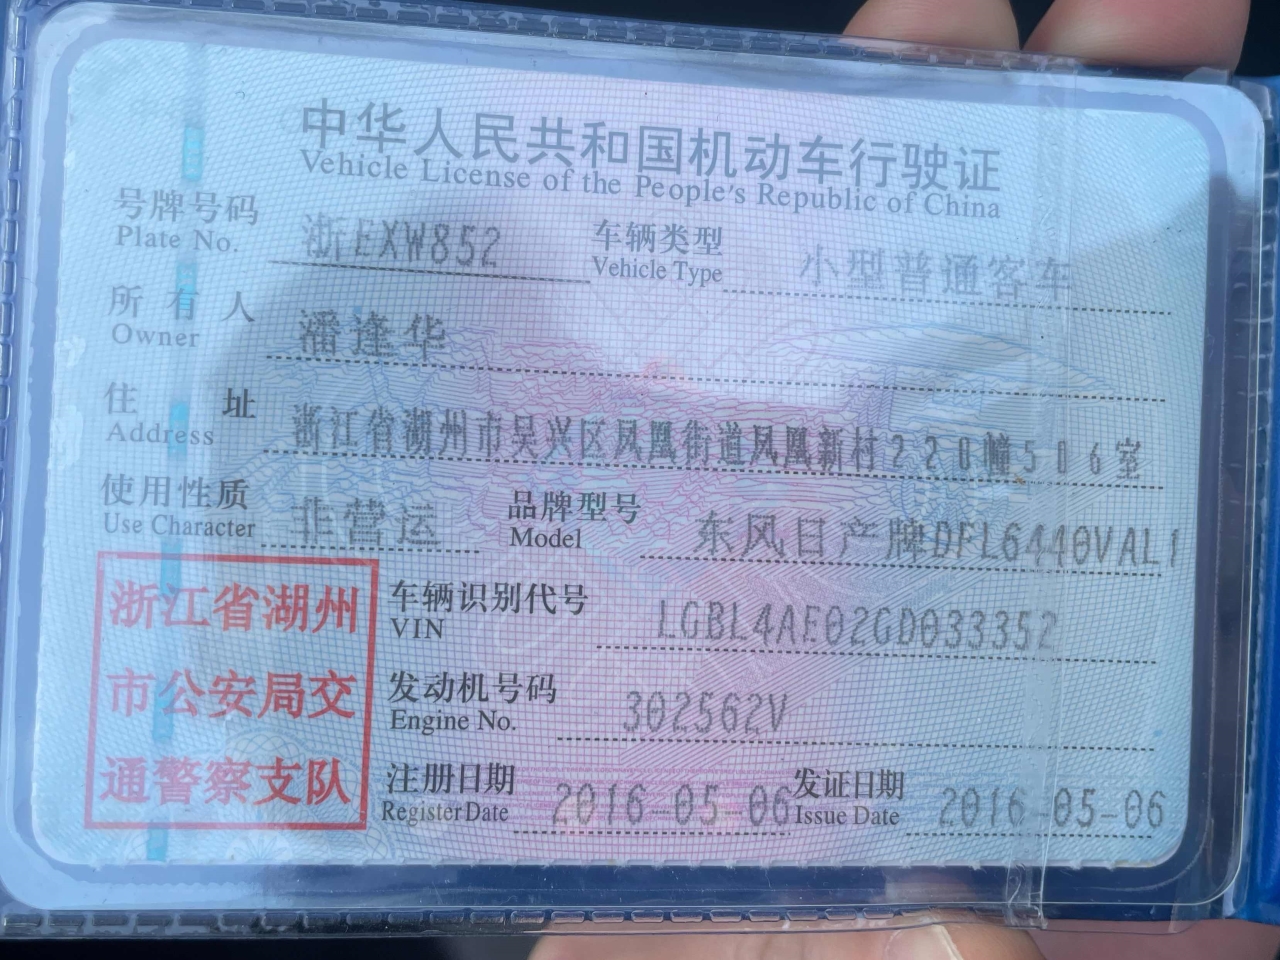 中华人民共和国机动车行驶证
Vehicle License of the People's Republic of China
号牌号码 浙EXW852 车辆类型 小型普通客车
Plate No. Vehicle Type
所有人 潘逢华
Owner
住址 浙江省湖州市吴兴区凤凰街道凤凰新村220幢506室
Address
使用性质 非营运 品牌型号 东风日产牌DFL6440VAL1
Use Character Model
浙江省湖州
市公安局交
通警察支队
车辆识别代号 LGBL4AE02GD033352
VIN
发动机号码 302562V
Engine No.
注册日期 2016-05-06 发证日期 2016-05-06
Register Date Issue Date